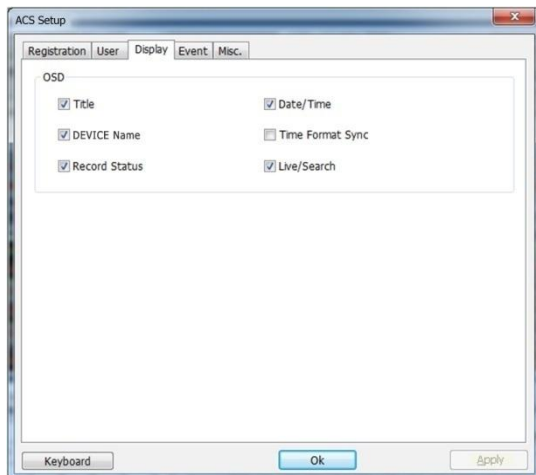 ACS Setup
Registration User Display Event Misc.
OSD
Title Date/Time
DEVICE Name Time Format Sync
Record Status Live/Search
Keyboard Ok Apply